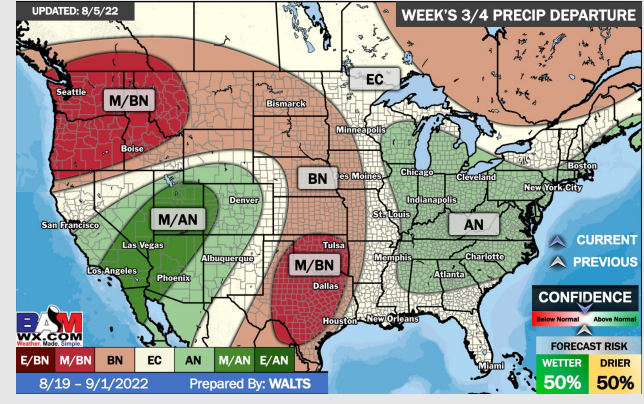 UPDATED: 8/5/22
WEEK'S 3/4 PRECIP DEPARTURE
EC
Seattle
M/BN
Bismarck
Minneapolis
Boise
Boston
Chicago
Cleveland
BN
es Moines
New York City
Denver
Indianapolis
M/AN
St. Louis
AN
San Francisco
Las Vegas
Tulsa
CURRENT
Albuquerque
M/BN
Memphis
Charlotte
PREVIOUS
Los Angeles
Phoenix
Dallas
Atlanta
CONFIDENCE
Below Normal
Above Normal
BAM
WX.COM
Weather. Made. Simple.
Houston
New Orleans
FORECAST RISK
Miami
E/BN M/BN BN EC AN M/AN E/AN
WETTER
50%
DRIER
50%
8/19 – 9/1/2022
Prepared By: WALTS